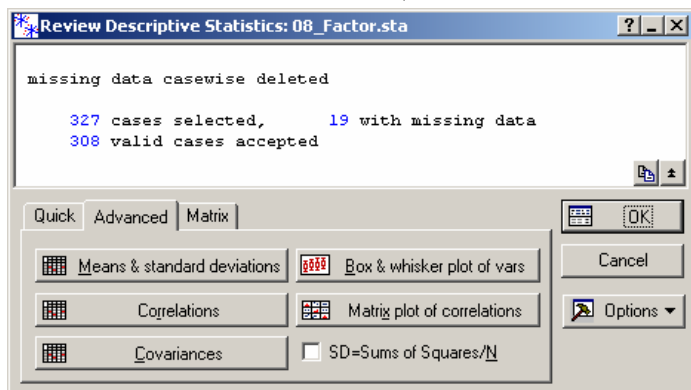 Review Descriptive Statistics: 08_Factor.sta
missing data casewise deleted
327 cases selected, 19 with missing data
308 valid cases accepted
Quick Advanced Matrix
OK
Means & standard deviations
Box & whisker plot of vars
Cancel
Correlations
Matrix plot of correlations
Options
Covariances
SD=Sums of Squares/N